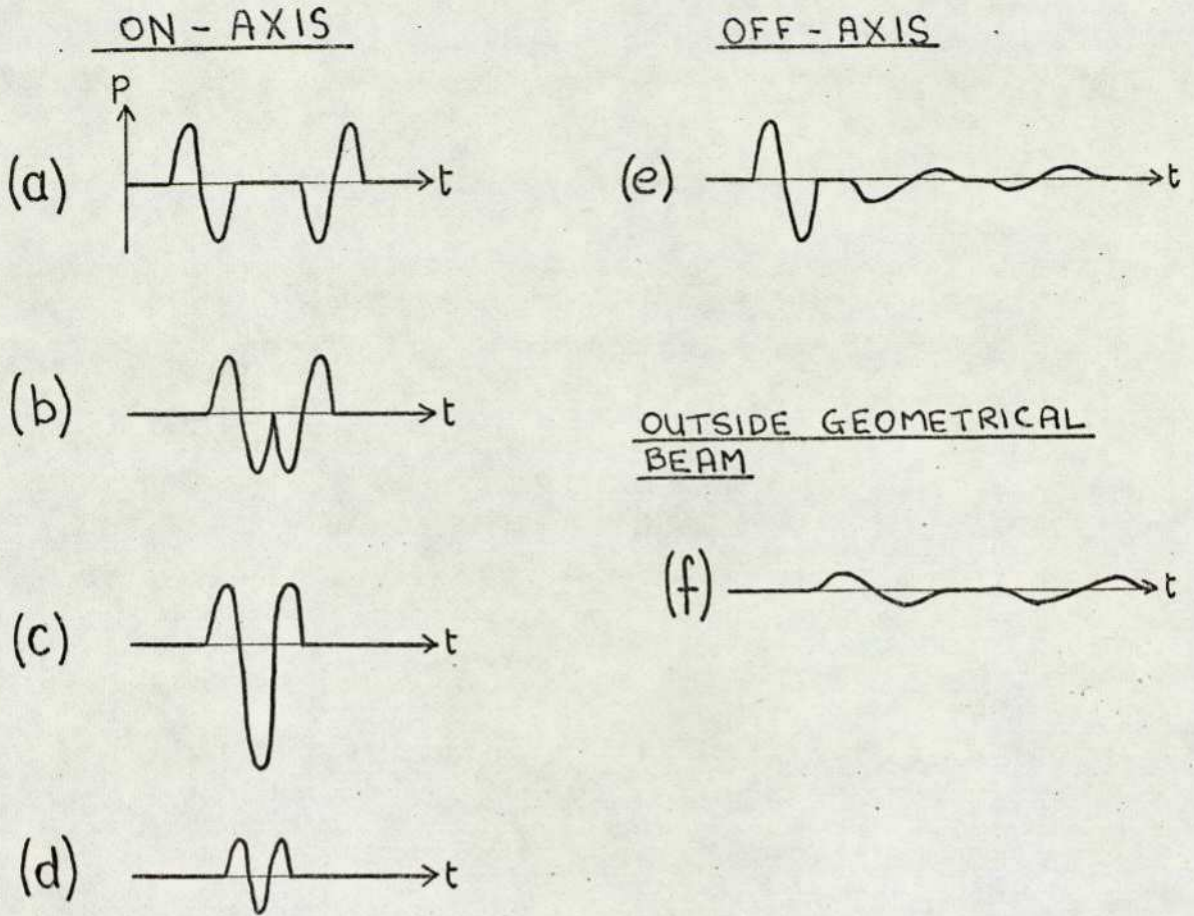 ON - AXIS
P
(a)
t
(b)
t
(c)
t
(d)
t
OFF - AXIS
(e)
t
OUTSIDE GEOMETRICAL
BEAM
(f)
t